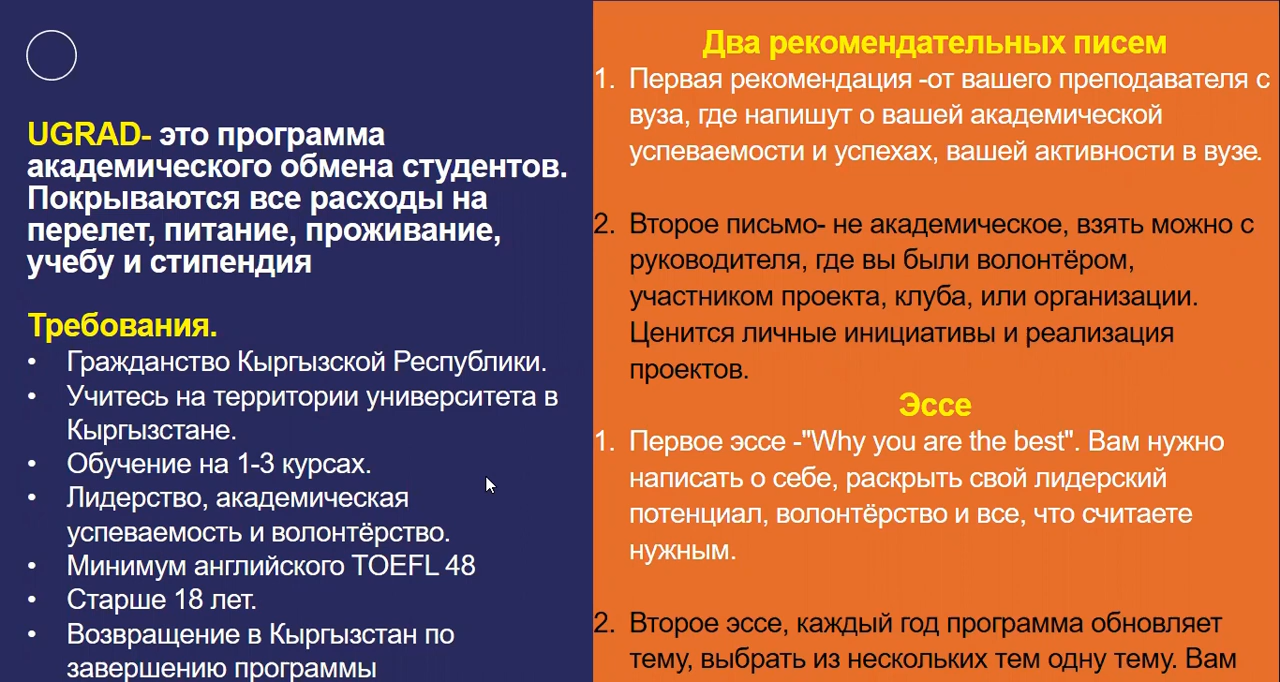 UGRAD- это программа
академического обмена студентов.
Покрываются все расходы на
перелет, питание, проживание,
учебу и стипендия
Требования.
• Гражданство Кыргызской Республики.
• Учитесь на территории университета в
Кыргызстане.
• Обучение на 1-3 курсах.
• Лидерство, академическая
успеваемость и волонтёрство.
• Минимум английского TOEFL 48
• Старше 18 лет.
• Возвращение в Кыргызстан по
завершению программы
Два рекомендательных писем
1. Первая рекомендация -от вашего преподавателя с
вуза, где напишут о вашей академической
успеваемости и успехах, вашей активности в вузе.
2. Второе письмо- не академическое, взять можно с
руководителя, где вы были волонтёром,
участником проекта, клуба, или организации.
Ценится личные инициативы и реализация
проектов.
Эссе
1. Первое эссе -"Why you are the best". Вам нужно
написать о себе, раскрыть свой лидерский
потенциал, волонтёрство и все, что считаете
нужным.
2. Второе эссе, каждый год программа обновляет
тему, выбрать из нескольких тем одну тему. Вам